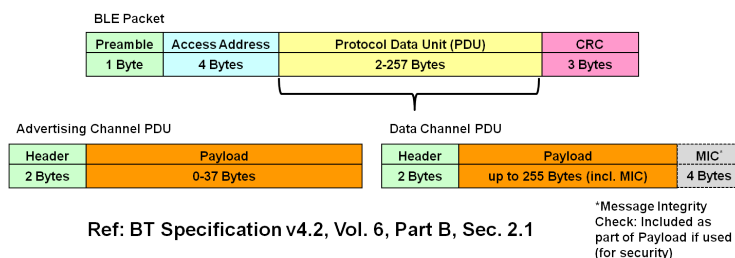 BLE Packet
Preamble Access Address Protocol Data Unit (PDU) CRC
1 Byte 4 Bytes 2-257 Bytes 3 Bytes
Advertising Channel PDU
Header Payload
2 Bytes 0-37 Bytes
Data Channel PDU
Header Payload MIC*
2 Bytes up to 255 Bytes (incl. MIC) 4 Bytes
*Message Integrity
Check: Included as
part of Payload if used
(for security)
Ref: BT Specification v4.2, Vol. 6, Part B, Sec. 2.1